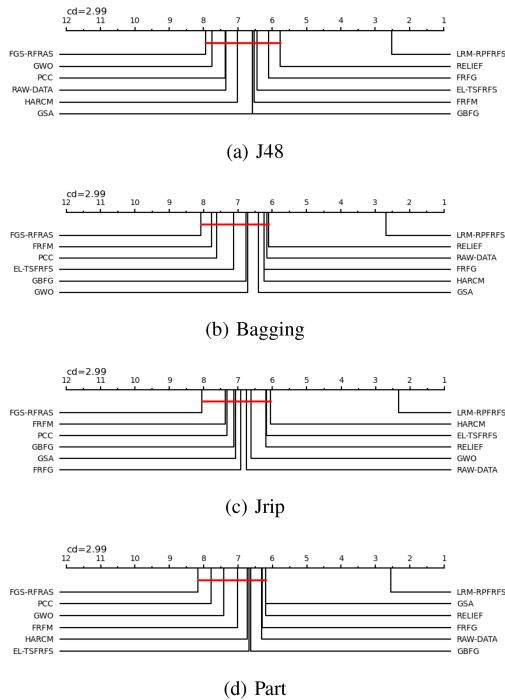 cd=2.99
12 11 10 9 8 7 6 5 4 3 2 1
FGS-RFRAS LRM-RPFRFS
GWO RELIEF
PCC FRFG
RAW-DATA EL-TSFRFS
HARCM FRFM
GSA GBFG
(a) J48
cd=2.99
12 11 10 9 8 7 6 5 4 3 2 1
FGS-RFRAS LRM-RPFRFS
FRFM RELIEF
PCC RAW-DATA
EL-TSFRFS FRFG
GBFG HARCM
GWO GSA
(b) Bagging
cd=2.99
12 11 10 9 8 7 6 5 4 3 2 1
FGS-RFRAS LRM-RPFRFS
FRFM HARCM
PCC EL-TSFRFS
GBFG RELIEF
GSA GWO
FRFG RAW-DATA
(c) Jrip
cd=2.99
12 11 10 9 8 7 6 5 4 3 2 1
FGS-RFRAS LRM-RPFRFS
PCC GSA
GWO RELIEF
FRFM FRFG
HARCM RAW-DATA
EL-TSFRFS GBFG
(d) Part